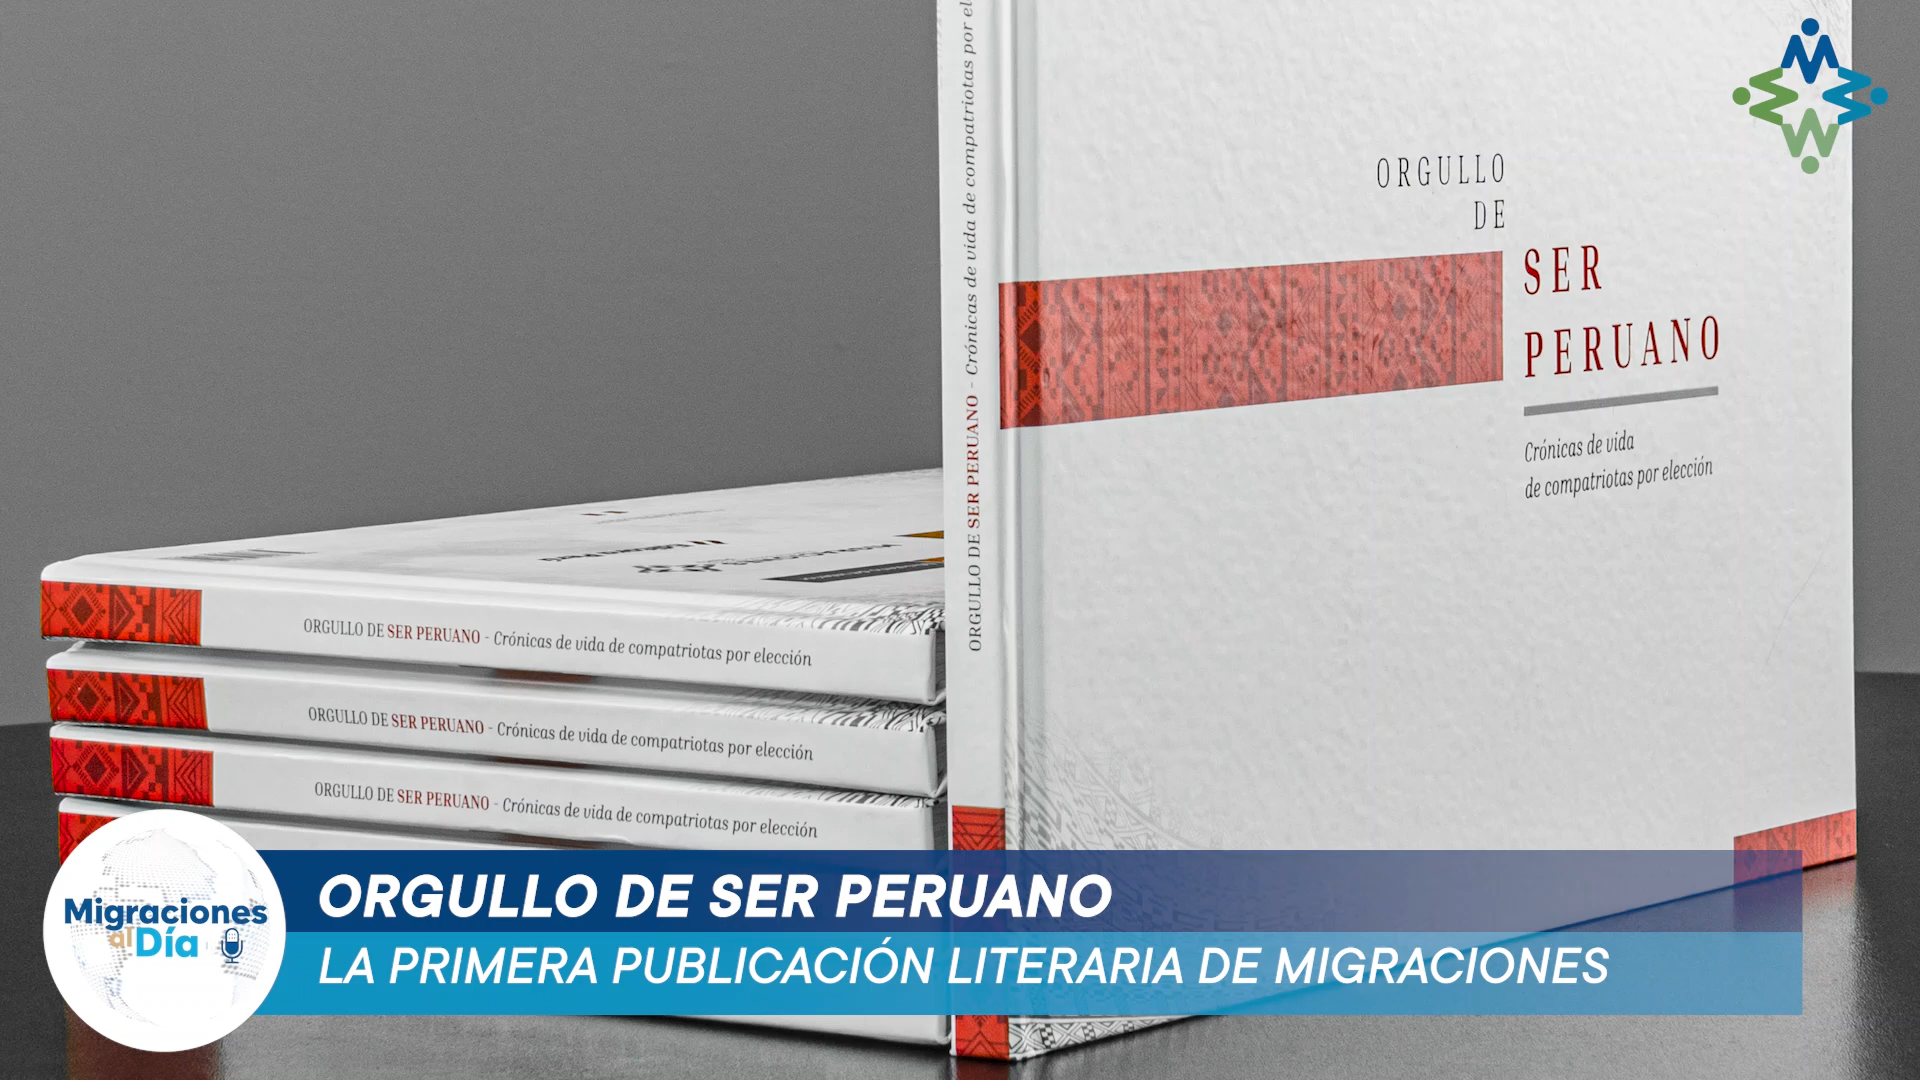 ORGULLO
DE
SER
PERUANO
Crónicas de vida
de compatriotas por elección
ORGULLO DE SER PERUANO - Crónicas de vida de compatriotas por el
ORGULLO DE SER PERUANO - Crónicas de vida de compatriotas por elección
ORGULLO DE SER PERUANO - Crónicas de vida de compatriotas por elección
ORGULLO DE SER PERUANO - Crónicas de vida de compatriotas por elección
Migraciones
al Día
ORGULLO DE SER PERUANO
LA PRIMERA PUBLICACIÓN LITERARIA DE MIGRACIONES